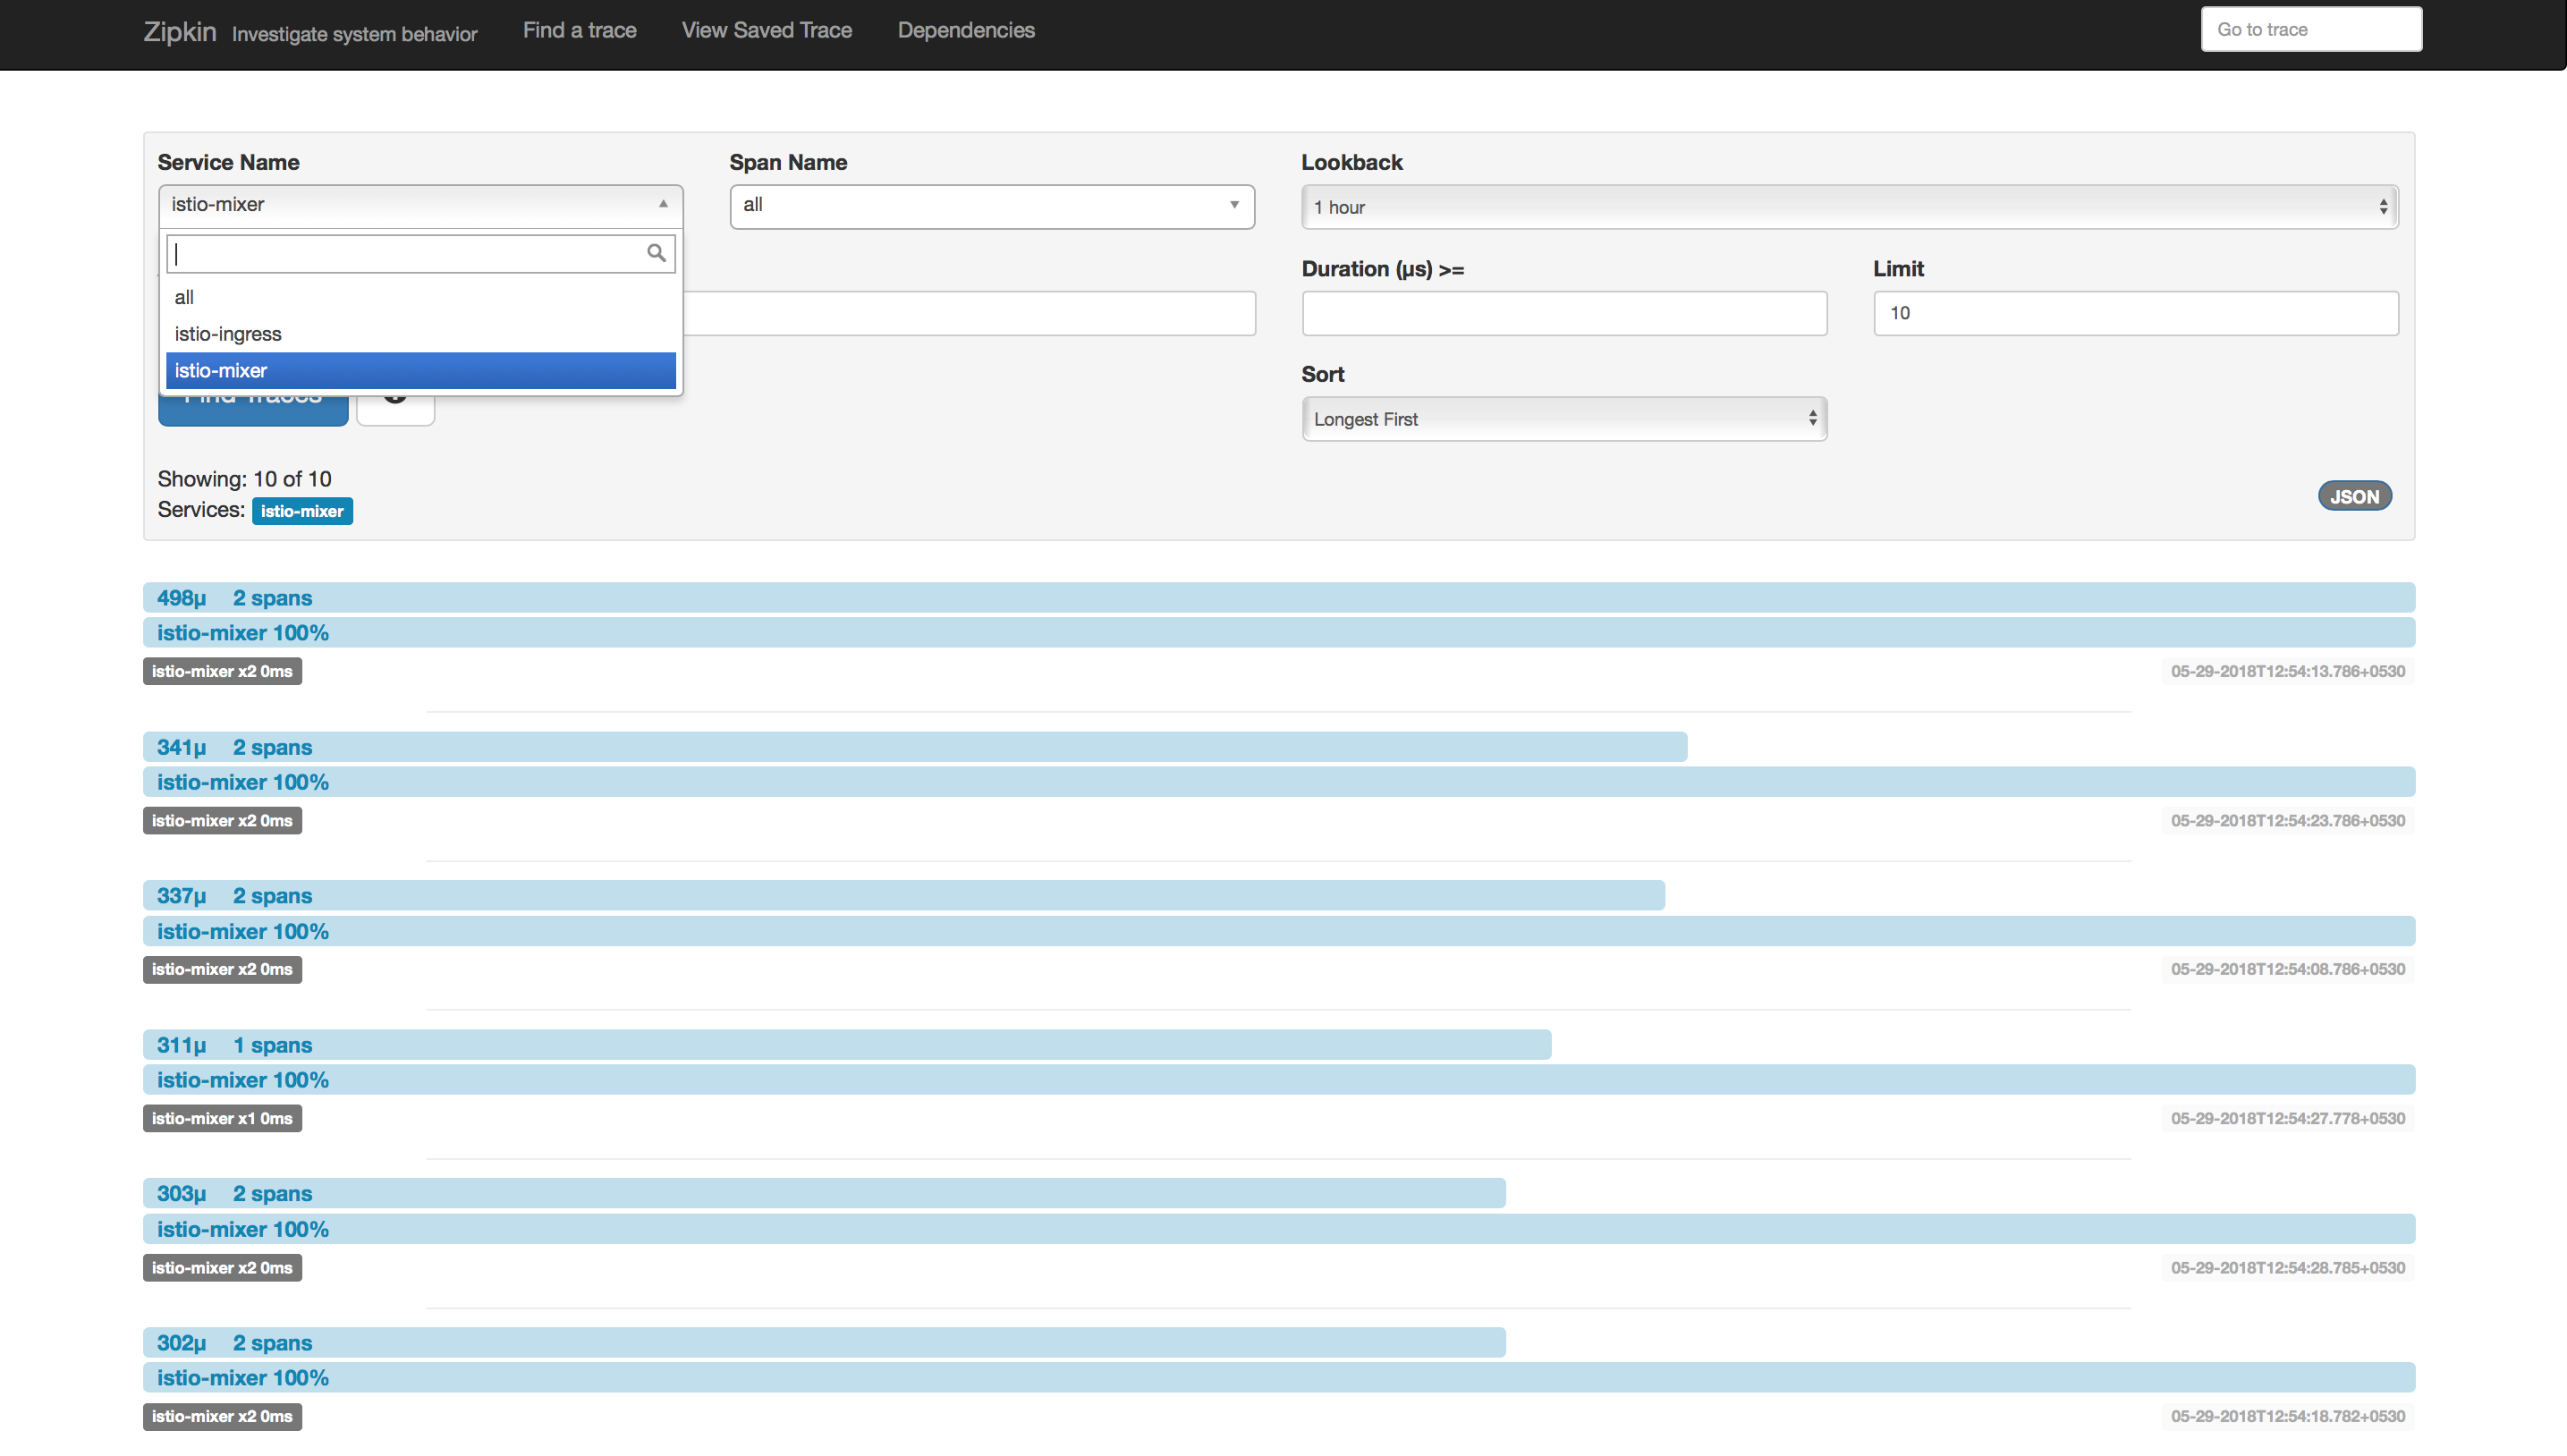 Zipkin Investigate system behavior Find a trace View Saved Trace Dependencies Go to trace
Service Name Span Name Lookback
istio-mixer all 1 hour
all
istio-ingress
istio-mixer
Duration (µs) >= Limit
10
Find Traces
Sort
Longest First
Showing: 10 of 10
Services: istio-mixer
JSON
498µ 2 spans
istio-mixer 100%
istio-mixer x2 0ms 05-29-2018T12:54:13.786+0530
341µ 2 spans
istio-mixer 100%
istio-mixer x2 0ms 05-29-2018T12:54:23.786+0530
337µ 2 spans
istio-mixer 100%
istio-mixer x2 0ms 05-29-2018T12:54:08.786+0530
311µ 1 spans
istio-mixer 100%
istio-mixer x1 0ms 05-29-2018T12:54:27.778+0530
303µ 2 spans
istio-mixer 100%
istio-mixer x2 0ms 05-29-2018T12:54:28.785+0530
302µ 2 spans
istio-mixer 100%
istio-mixer x2 0ms 05-29-2018T12:54:18.782+0530